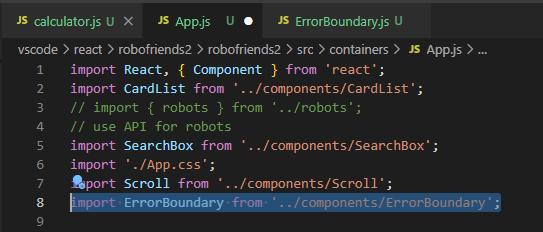 JS calculator.js JS App.js JS ErrorBoundary.js
vscode > react > robofriends2 > robofriends2 > src > containers > JS App.js > ...
1 import React, { Component } from 'react';
2 import CardList from '../components/CardList';
3 // import { robots } from '../robots';
4 // use API for robots
5 import SearchBox from '../components/SearchBox';
6 import './App.css';
7 import Scroll from '../components/Scroll';
8 import ErrorBoundary from '../components/ErrorBoundary';
9